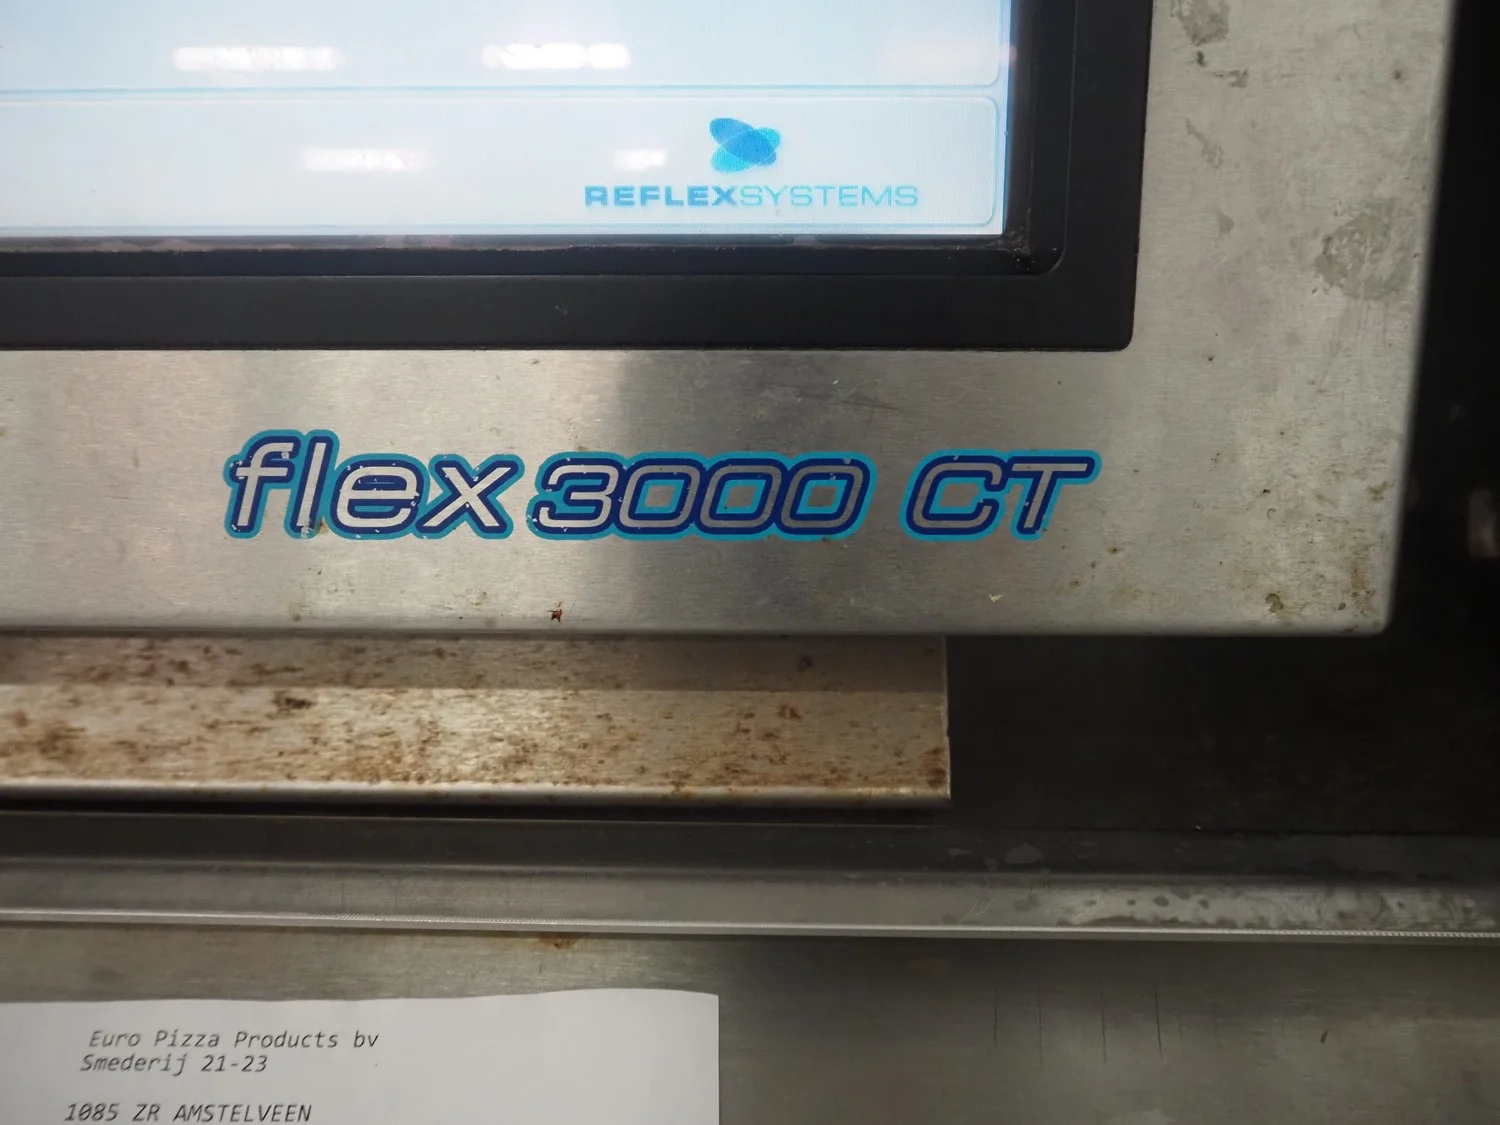 REFLEXSYSTEMS
flex 3000 CT
Euro Pizza Products bv
Smederij 21-23
1085 ZR AMSTELVEEN